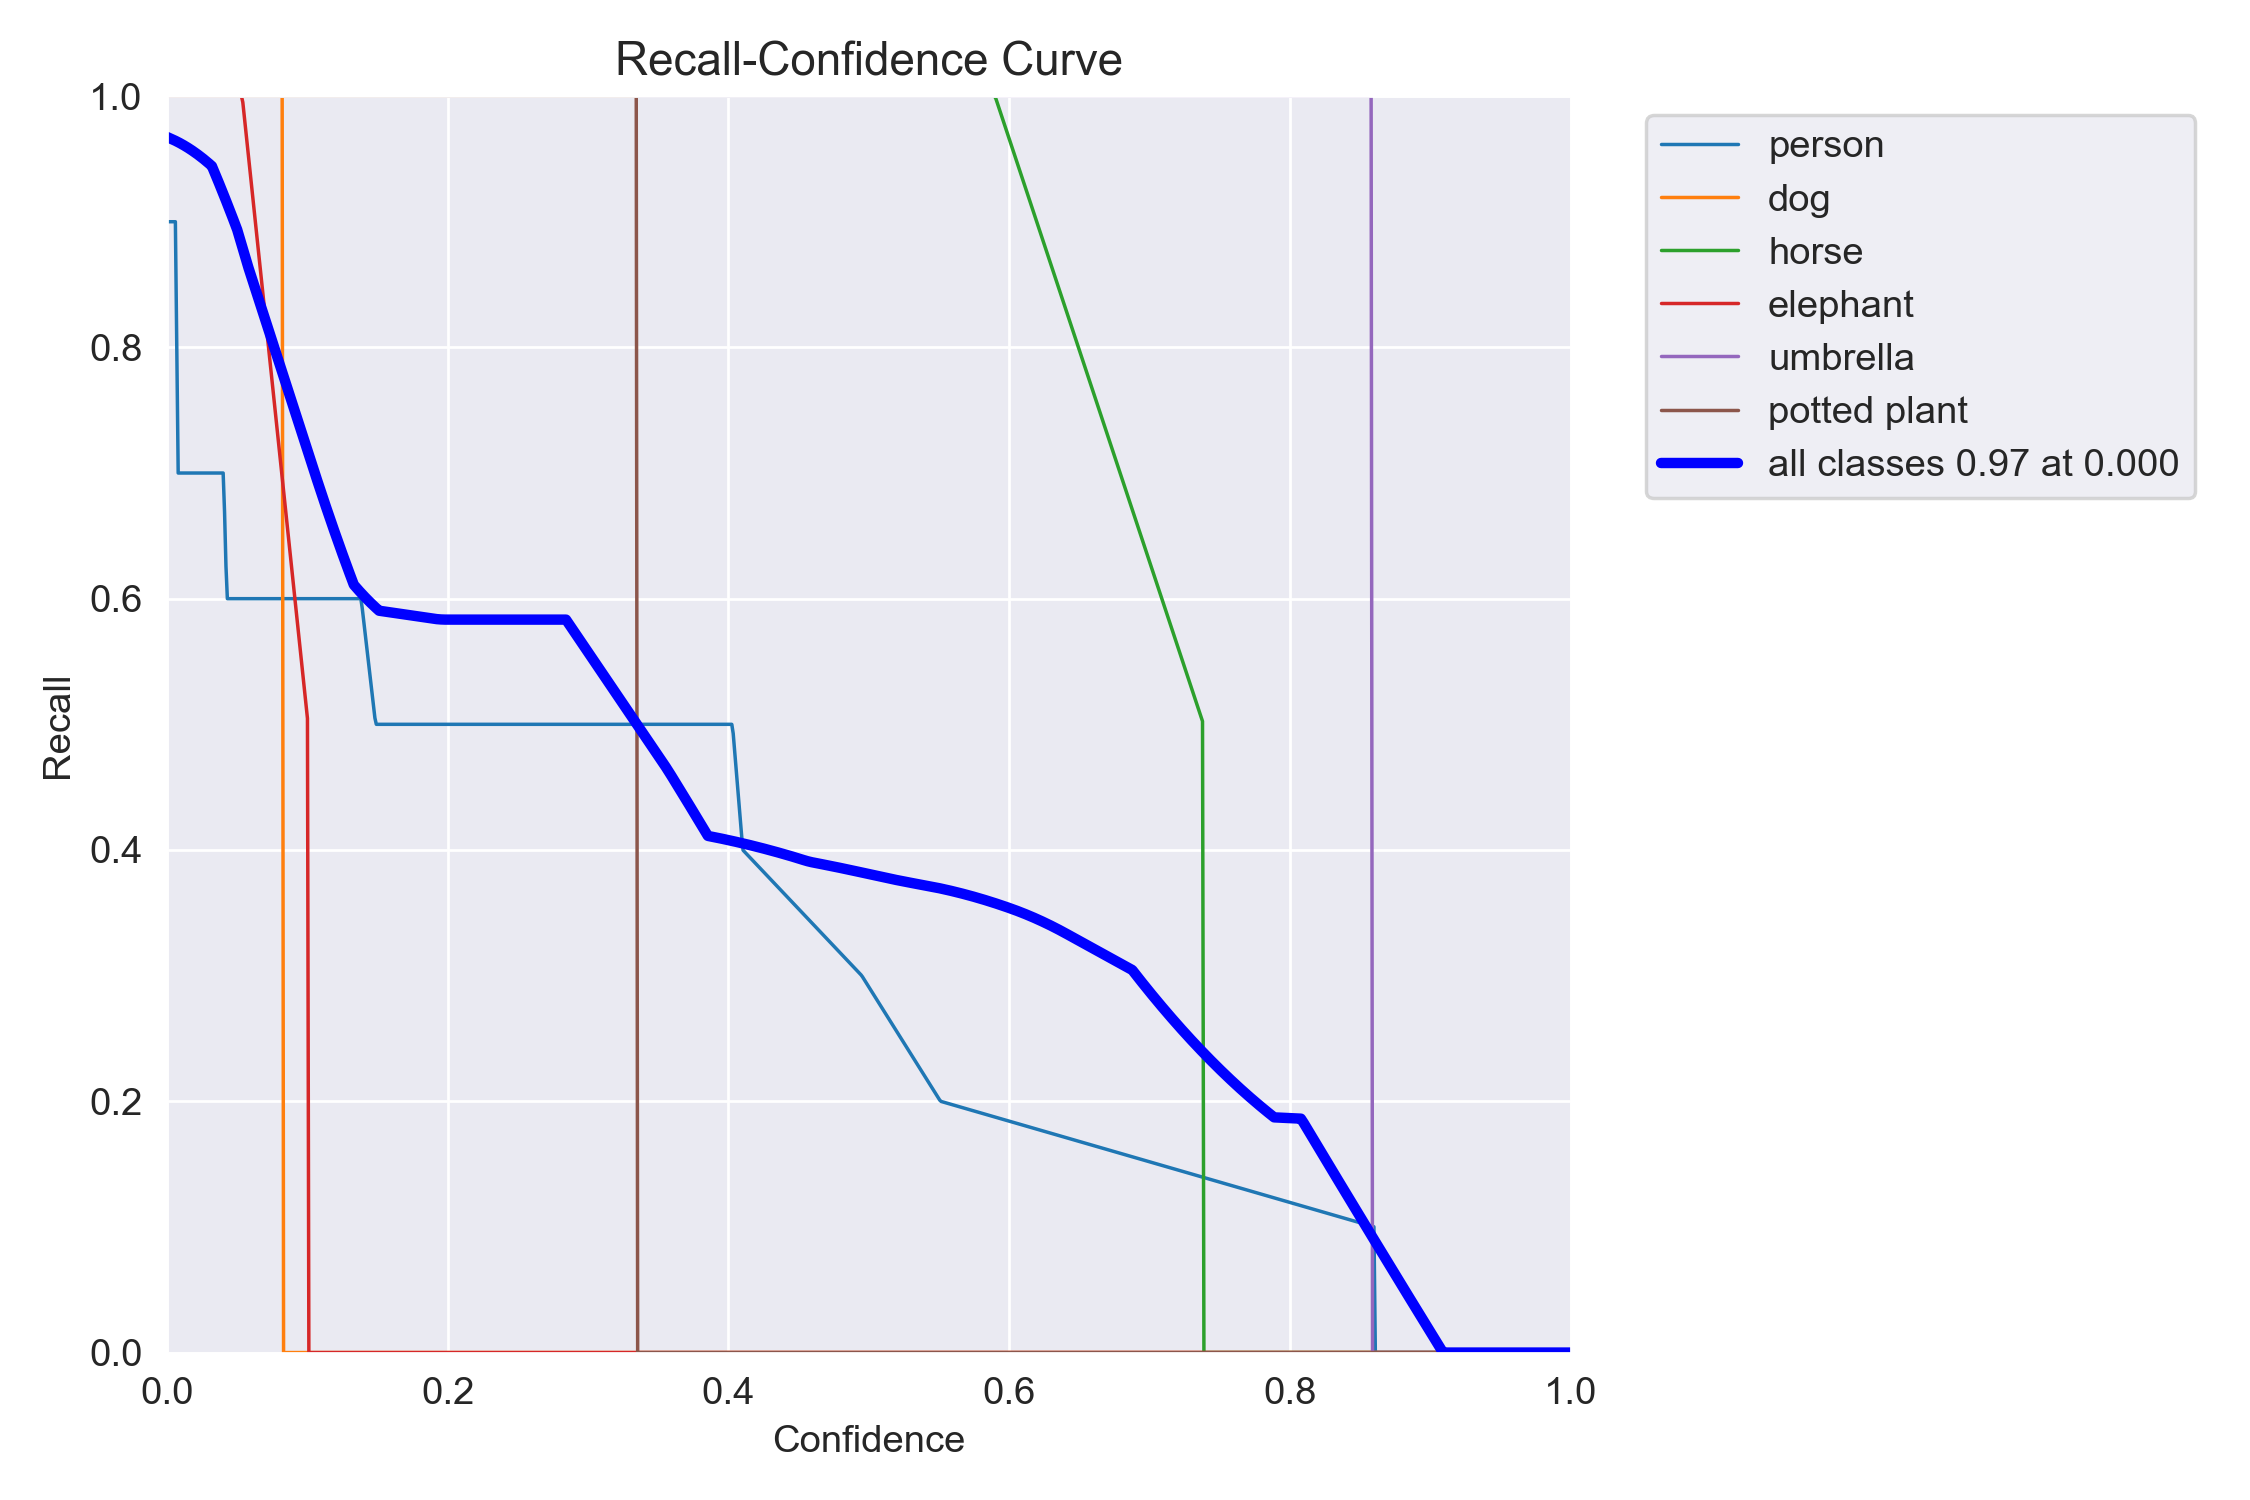 Recall-Confidence Curve
1.0
0.8
0.6
0.4
0.2
0.0
Recall
0.0 0.2 0.4 0.6 0.8 1.0
Confidence
person
dog
horse
elephant
umbrella
potted plant
all classes 0.97 at 0.000